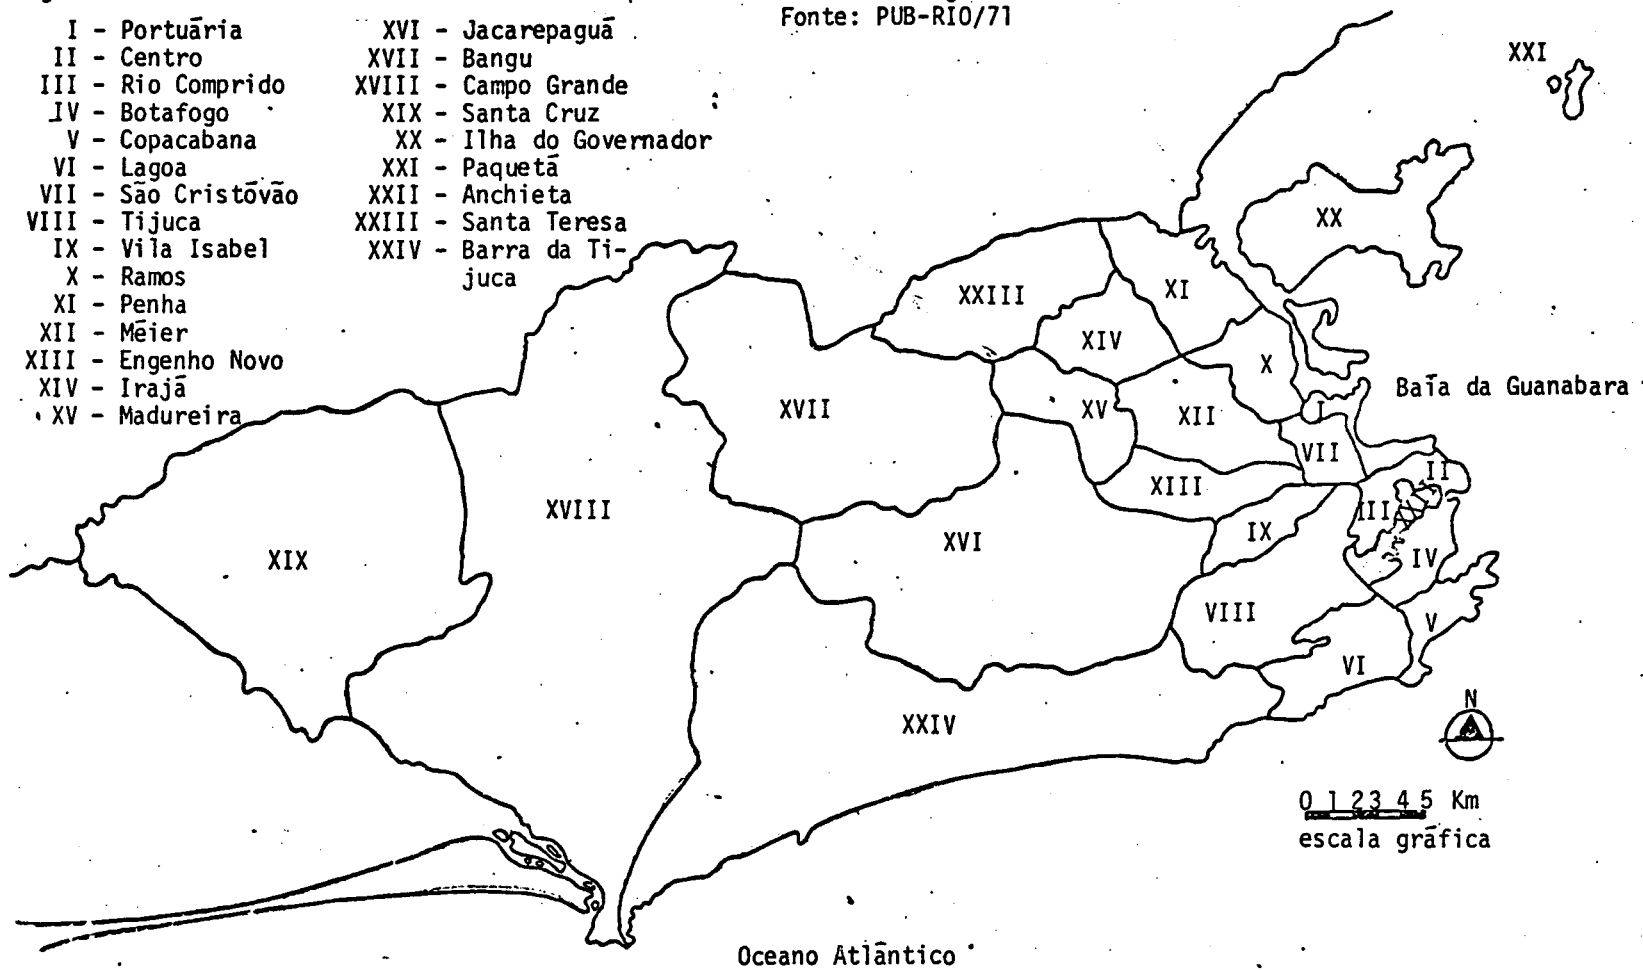 Fonte: PUB-RIO/71
I - Portuária
II - Centro
III - Rio Comprido
IV - Botafogo
V - Copacabana
VI - Lagoa
VII - São Cristóvão
VIII - Tijuca
IX - Vila Isabel
X - Ramos
XI - Penha
XII - Méier
XIII - Engenho Novo
XIV - Irajá
XV - Madureira
XVI - Jacarepaguá
XVII - Bangu
XVIII - Campo Grande
XIX - Santa Cruz
XX - Ilha do Governador
XXI - Paquetá
XXII - Anchieta
XXIII - Santa Teresa
XXIV - Barra da Ti-
juca
XXI
XX
XXIII
XI
XIV
X
Baía da Guanabara
XVII
XV
XII
I
VII
II
XIII
XVIII
III
IX
XVI
XIX
IV
VIII
V
VI
N
XXIV
0 1 2 3 4 5 Km
escala gráfica
Oceano Atlântico